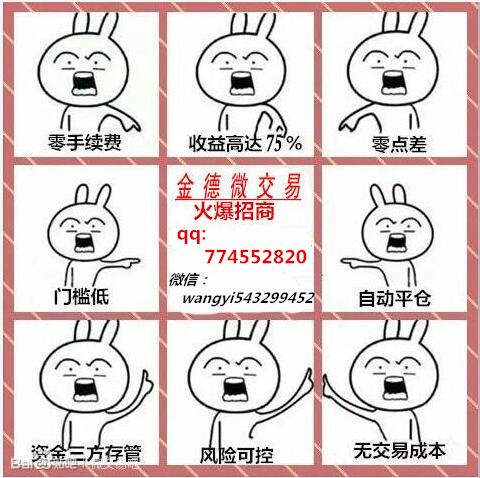 零手续费
收益高达75%
零点差
金德微交易
火爆招商
qq:
774552820
微信：
wangyi543299452
门槛低
自动平仓
资金三方存管
风险可控
无交易成本